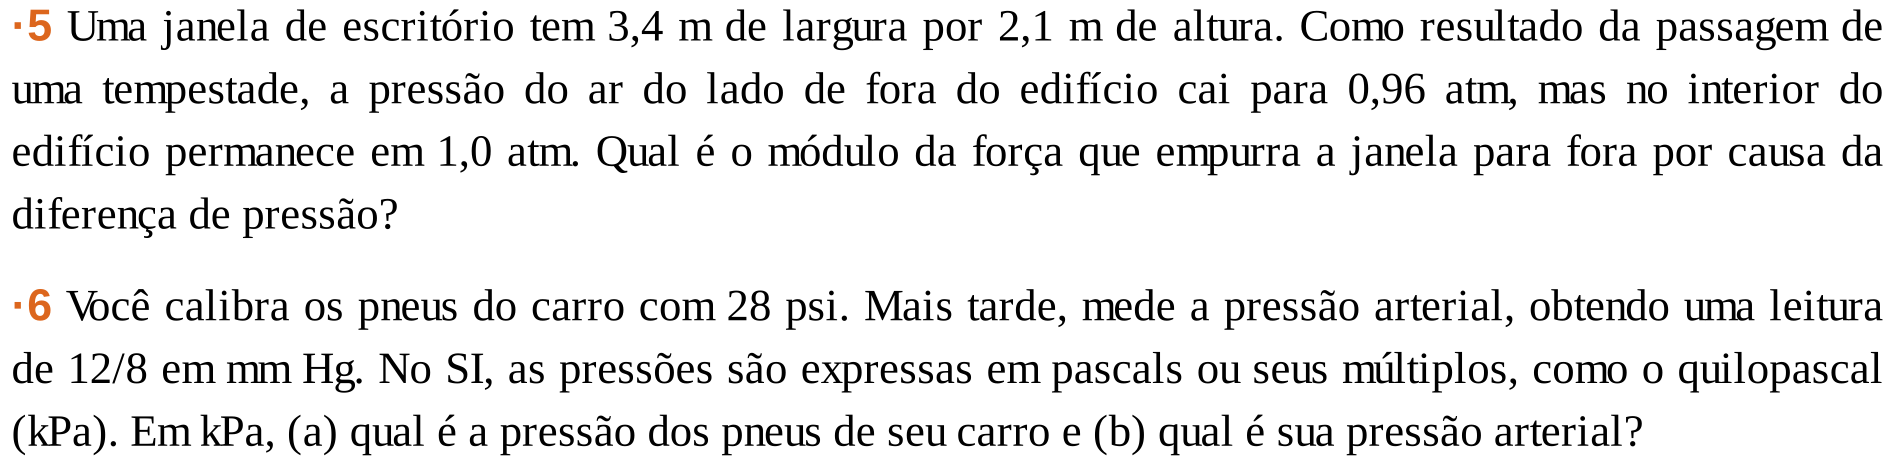 ·5 Uma janela de escritório tem 3,4 m de largura por 2,1 m de altura. Como resultado da passagem de
uma tempestade, a pressão do ar do lado de fora do edifício cai para 0,96 atm, mas no interior do
edifício permanece em 1,0 atm. Qual é o módulo da força que empurra a janela para fora por causa da
diferença de pressão?
·6 Você calibra os pneus do carro com 28 psi. Mais tarde, mede a pressão arterial, obtendo uma leitura
de 12/8 em mm Hg. No SI, as pressões são expressas em pascals ou seus múltiplos, como o quilopascal
(kPa). Em kPa, (a) qual é a pressão dos pneus de seu carro e (b) qual é sua pressão arterial?